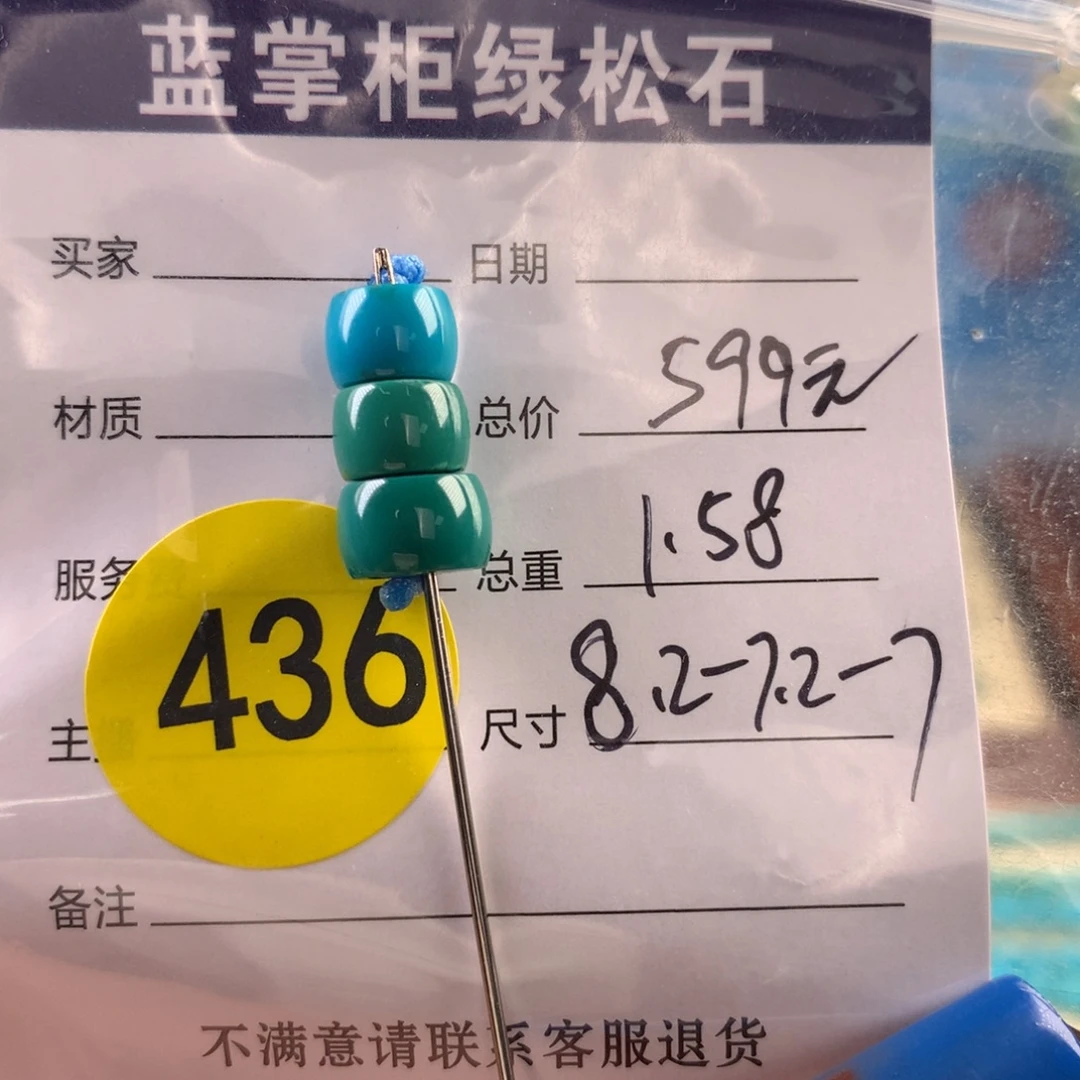 蓝掌柜绿松石
买家 日期
材质 总价 599元
服务 总重 1.58
436
主 尺寸 8.2-7.2-7
备注
不满意请联系客服退货